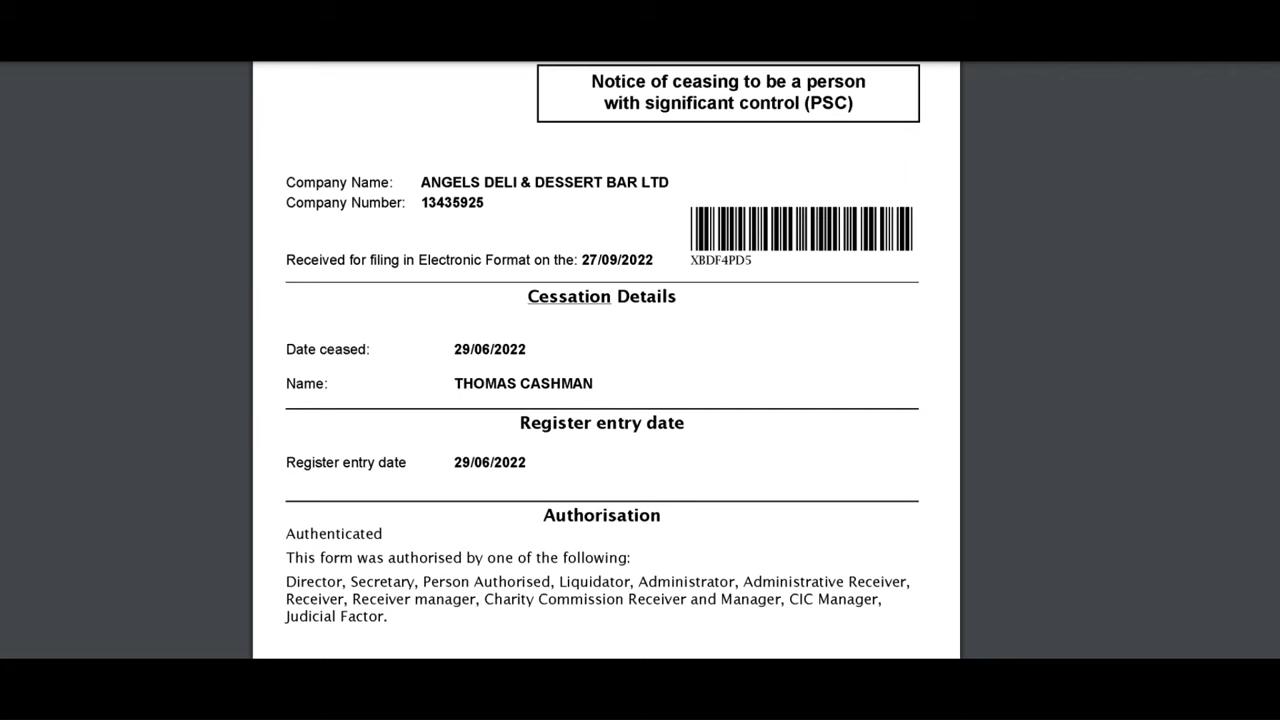 Notice of ceasing to be a person
with significant control (PSC)
Company Name: ANGELS DELI & DESSERT BAR LTD
Company Number: 13435925
Received for filing in Electronic Format on the: 27/09/2022
XBDF4PD5
Cessation Details
Date ceased: 29/06/2022
Name: THOMAS CASHMAN
Register entry date
Register entry date 29/06/2022
Authorisation
Authenticated
This form was authorised by one of the following:
Director, Secretary, Person Authorised, Liquidator, Administrator, Administrative Receiver,
Receiver, Receiver manager, Charity Commission Receiver and Manager, CIC Manager,
Judicial Factor.